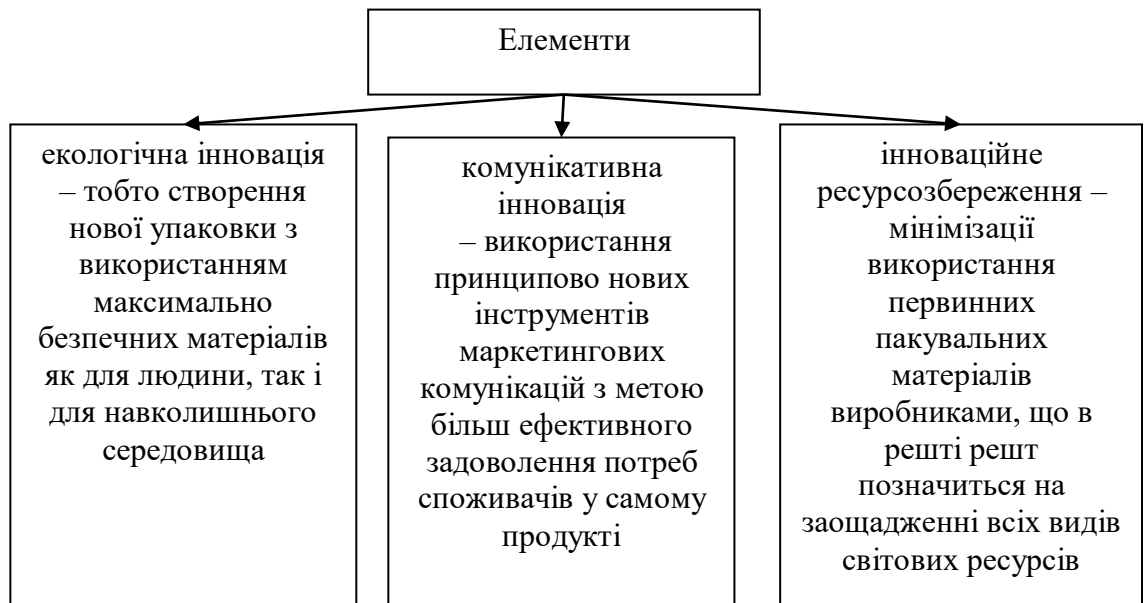 Елементи
екологічна інновація
– тобто створення
нової упаковки з
використанням
максимально
безпечних матеріалів
як для людини, так і
для навколишнього
середовища
комунікативна
інновація
– використання
принципово нових
інструментів
маркетингових
комунікацій з метою
більш ефективного
задоволення потреб
споживачів у самому
продукті
інноваційне
ресурсозбереження –
мінімізації
використання
первинних
пакувальних
матеріалів
виробниками, що в
решті решт
позначиться на
заощадженні всіх видів
світових ресурсів